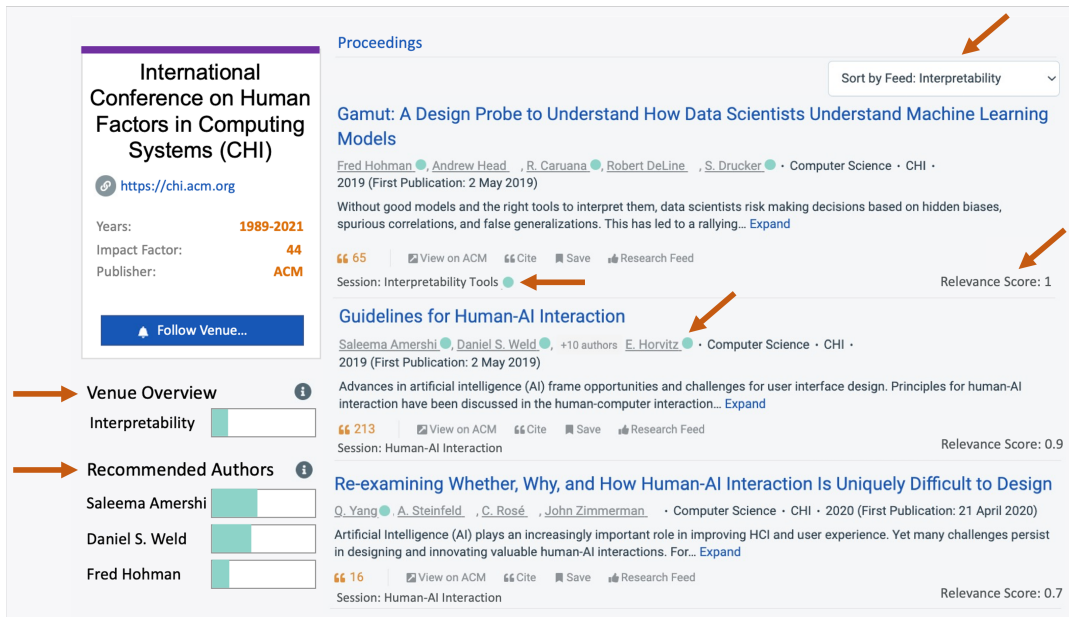 International
Conference on Human
Factors in Computing
Systems (CHI)
https://chi.acm.org
Years: 1989-2021
Impact Factor: 44
Publisher: ACM
Follow Venue...
Venue Overview
Interpretability
Recommended Authors
Saleema Amershi
Daniel S. Weld
Fred Hohman
Proceedings
Sort by Feed: Interpretability
Gamut: A Design Probe to Understand How Data Scientists Understand Machine Learning
Models
Fred Hohman , Andrew Head , R. Caruana , Robert DeLine , S. Drucker · Computer Science · CHI ·
2019 (First Publication: 2 May 2019)
Without good models and the right tools to interpret them, data scientists risk making decisions based on hidden biases,
spurious correlations, and false generalizations. This has led to a rallying... Expand
65 View on ACM Cite Save Research Feed
Session: Interpretability Tools
Relevance Score: 1
Guidelines for Human-AI Interaction
Saleema Amershi , Daniel S. Weld , +10 authors E. Horvitz · Computer Science · CHI ·
2019 (First Publication: 2 May 2019)
Advances in artificial intelligence (AI) frame opportunities and challenges for user interface design. Principles for human-AI
interaction have been discussed in the human-computer interaction... Expand
213 View on ACM Cite Save Research Feed
Session: Human-AI Interaction
Relevance Score: 0.9
Re-examining Whether, Why, and How Human-AI Interaction Is Uniquely Difficult to Design
Q. Yang , A. Steinfeld , C. Rosé , John Zimmerman · Computer Science · CHI · 2020 (First Publication: 21 April 2020)
Artificial Intelligence (AI) plays an increasingly important role in improving HCI and user experience. Yet many challenges persist
in designing and innovating valuable human-AI interactions. For... Expand
16 View on ACM Cite Save Research Feed
Session: Human-AI Interaction
Relevance Score: 0.7